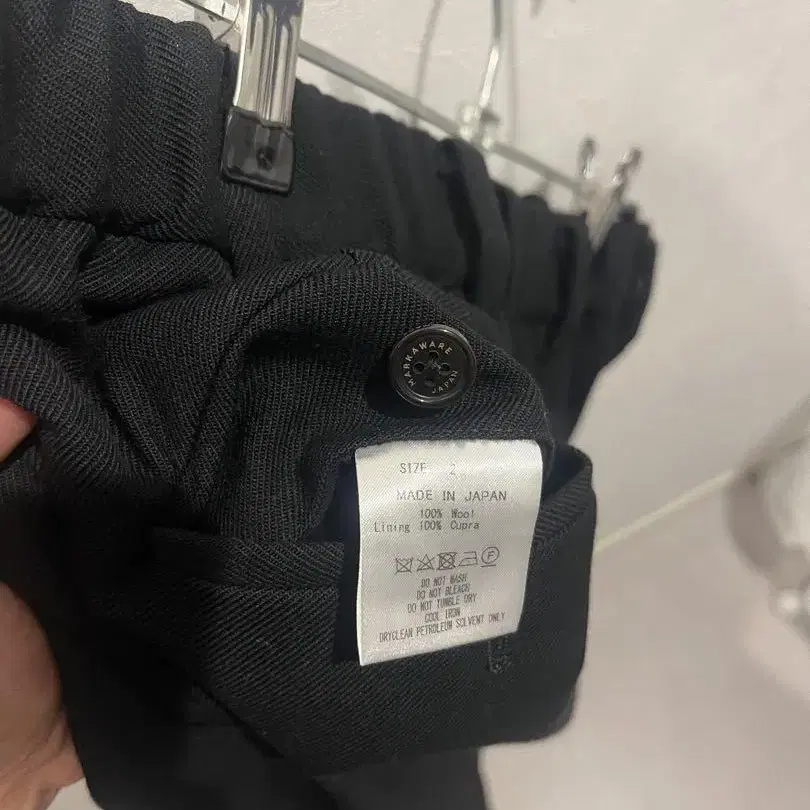 MARKAWARE
JAPAN
SIZE 2
MADE IN JAPAN
100% Wool
Lining 100% Cupra
F
DO NOT WASH
DO NOT BLEACH
DO NOT TUMBLE DRY
COOL IRON
DRYCLEAN PETROLEUM SOLVENT ONLY